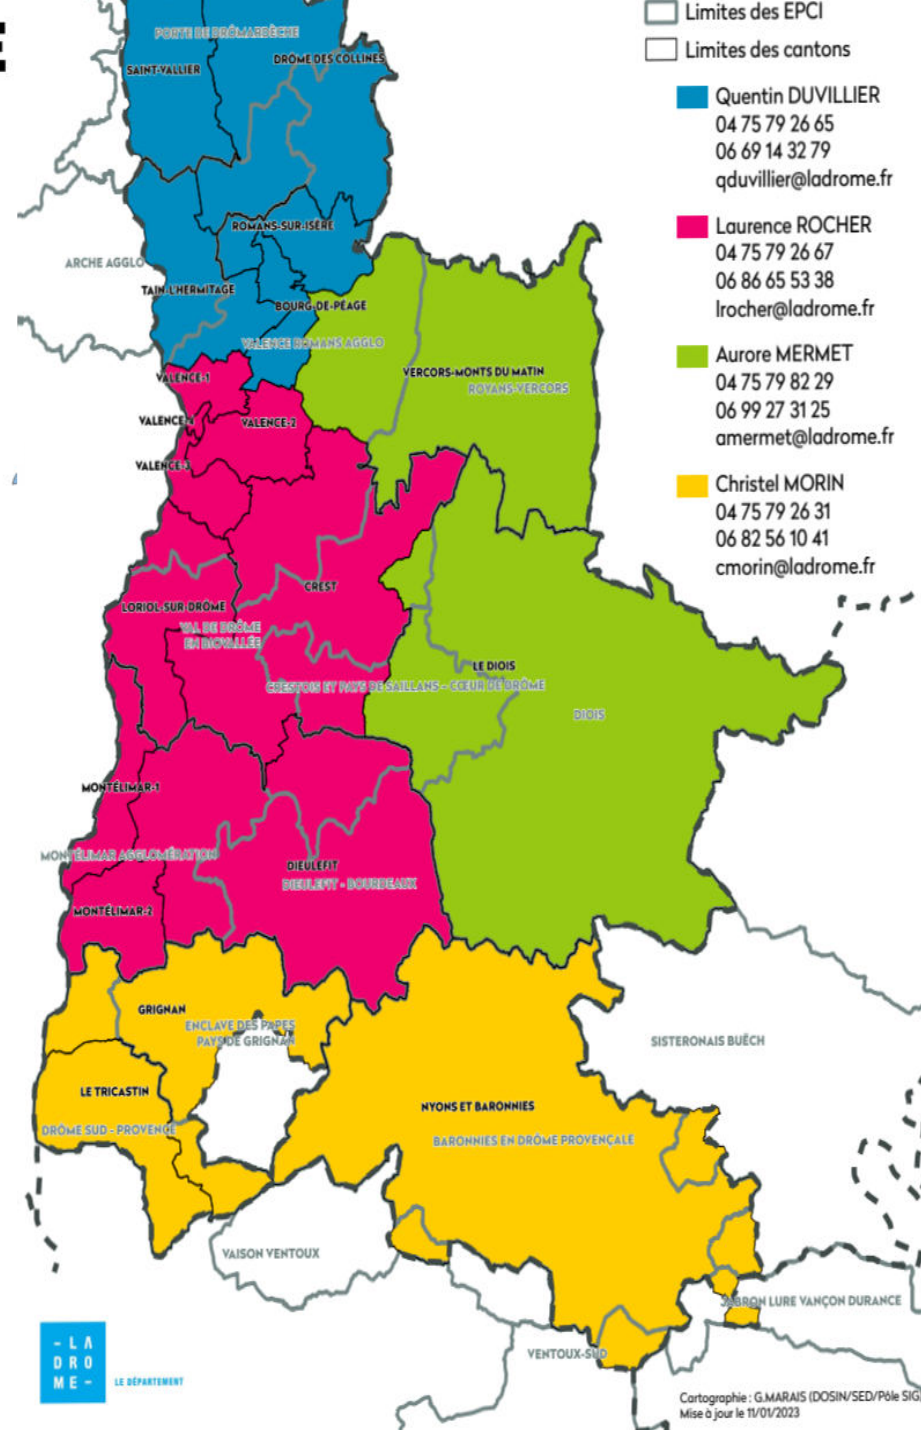 Limites des EPCI
Limites des cantons
Quentin DUVILLIER
04 75 79 26 65
06 69 14 32 79
qduvillier@ladrome.fr
Laurence ROCHER
04 75 79 26 67
06 86 65 53 38
lrocher@ladrome.fr
Aurore MERMET
04 75 79 82 29
06 99 27 31 25
amermet@ladrome.fr
Christel MORIN
04 75 79 26 31
06 82 56 10 41
cmorin@ladrome.fr
PORTE DE DRÔMARDÈCHE
DRÔME DES COLLINES
SAINT-VALLIER
ROMANS-SUR-ISÈRE
ARCHE AGGLO
TAIN-L'HERMITAGE
BOURG-DE-PÉAGE
VALENCE ROMANS AGGLO
VERCORS-MONTS DU MATIN
ROYANS-VERCORS
VALENCE-1
VALENCE-4
VALENCE-2
VALENCE-3
CREST
LORIOL-SUR-DRÔME
VAL DE DRÔME
EN BIOVALLÉE
LE DIOIS
CRESTOIS ET PAYS DE SAILLANS - CŒUR DE DRÔME
DIOIS
MONTÉLIMAR-1
MONTÉLIMAR AGGLOMÉRATION
DIEULEFIT
DIEULEFIT - BOURDEAUX
MONTÉLIMAR-2
GRIGNAN
ENCLAVE DES PAPES
PAYS DE GRIGNAN
SISTERONAIS BUËCH
LE TRICASTIN
NYONS ET BARONNIES
DRÔME SUD - PROVENCE
BARONNIES EN DRÔME PROVENÇALE
VAISON VENTOUX
JABRON LURE VANÇON DURANCE
VENTOUX-SUD
- LA
DRO
ME -
LE DÉPARTEMENT
Cartographie : G.MARAIS (DOSIN/SED/Pôle SIG
Mise à jour le 11/01/2023